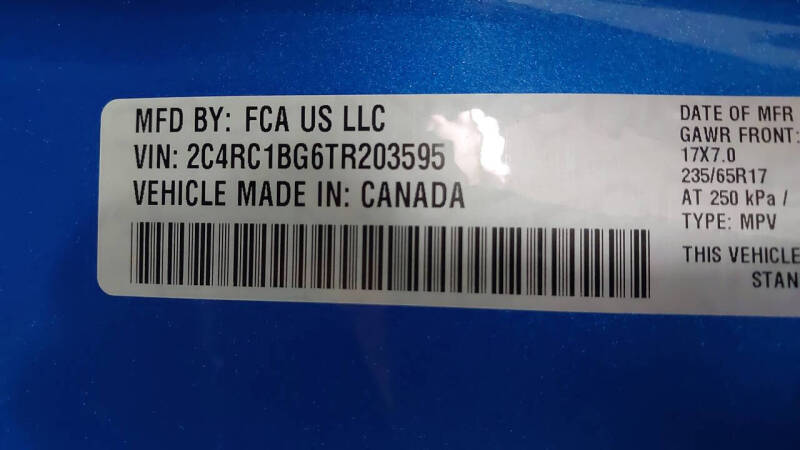 MFD BY: FCA US LLC
VIN: 2C4RC1BG6TR203595
VEHICLE MADE IN: CANADA
DATE OF MFR
GAWR FRONT:
17X7.0
235/65R17
AT 250 kPa /
TYPE: MPV
THIS VEHICLE
STAN